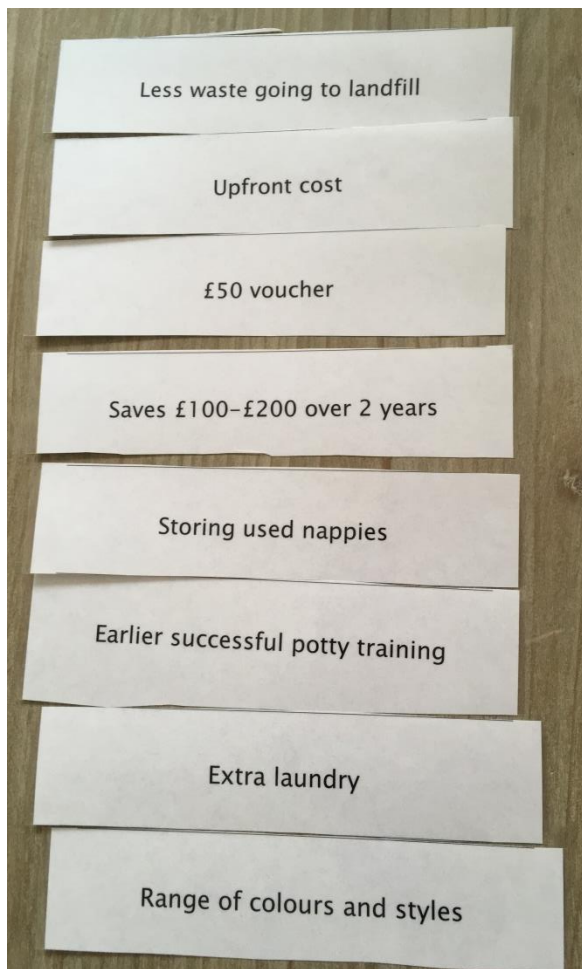 Less waste going to landfill
Upfront cost
£50 voucher
Saves £100–£200 over 2 years
Storing used nappies
Earlier successful potty training
Extra laundry
Range of colours and styles